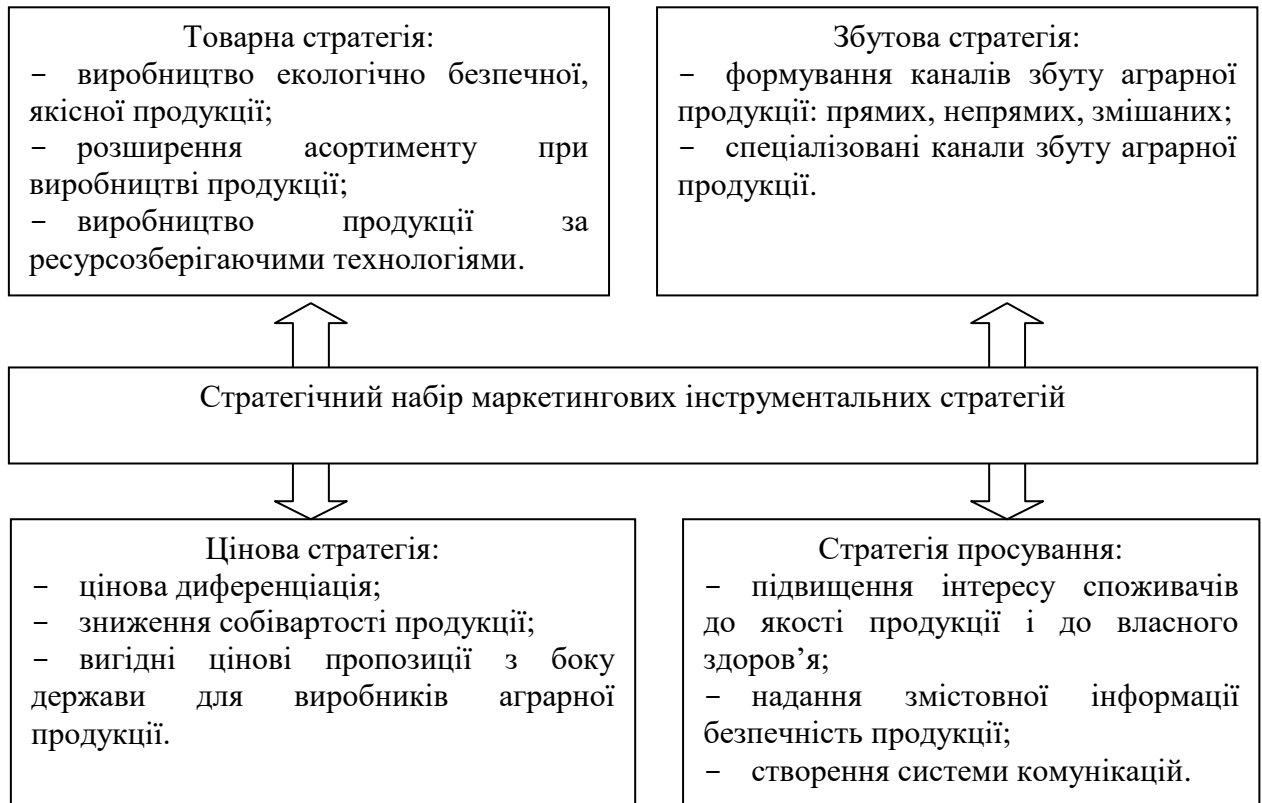 Товарна стратегія:
− виробництво екологічно безпечної,
якісної продукції;
− розширення асортименту при
виробництві продукції;
− виробництво продукції за
ресурсозберігаючими технологіями.
Збутова стратегія:
− формування каналів збуту аграрної
продукції: прямих, непрямих, змішаних;
− спеціалізовані канали збуту аграрної
продукції.
Стратегічний набір маркетингових інструментальних стратегій
Цінова стратегія:
− цінова диференціація;
− зниження собівартості продукції;
− вигідні цінові пропозиції з боку
держави для виробників аграрної
продукції.
Стратегія просування:
− підвищення інтересу споживачів
до якості продукції і до власного
здоров’я;
− надання змістовної інформації
безпечність продукції;
− створення системи комунікацій.